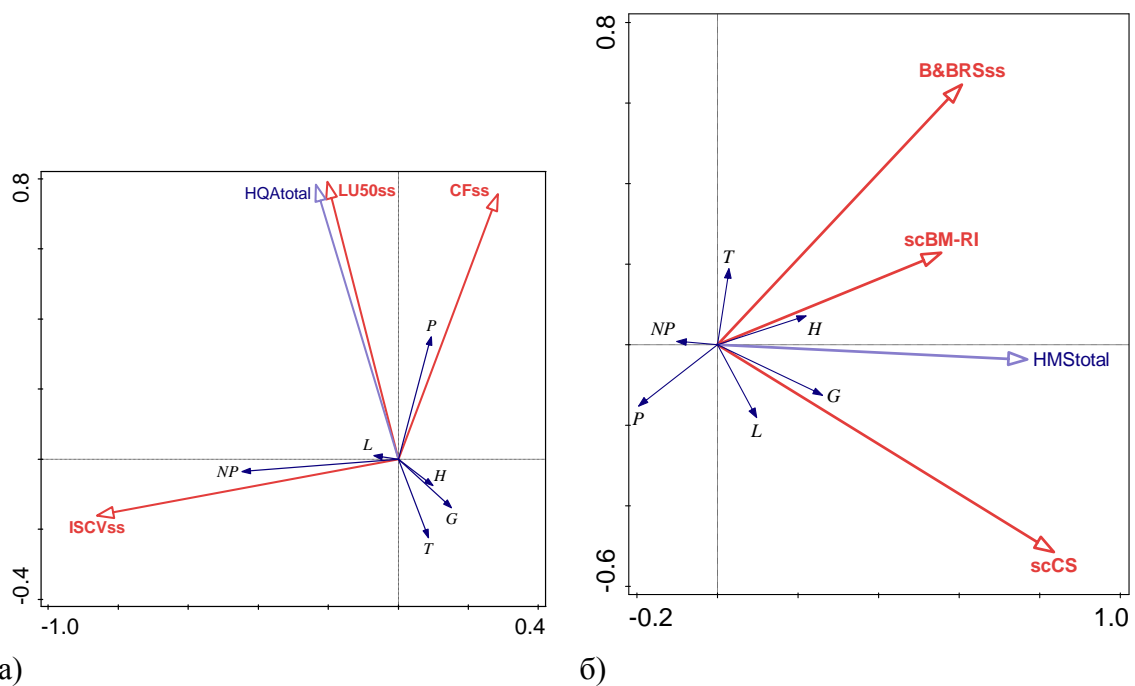 0.8
HQAtotal
LU50ss
CFss
P
L
NP
H
G
T
ISCVss
-0.4
-1.0
0.4
а)
0.8
B&BRSss
scBM-RI
T
NP
H
HMStotal
G
P
L
scCS
-0.6
-0.2
1.0
б)